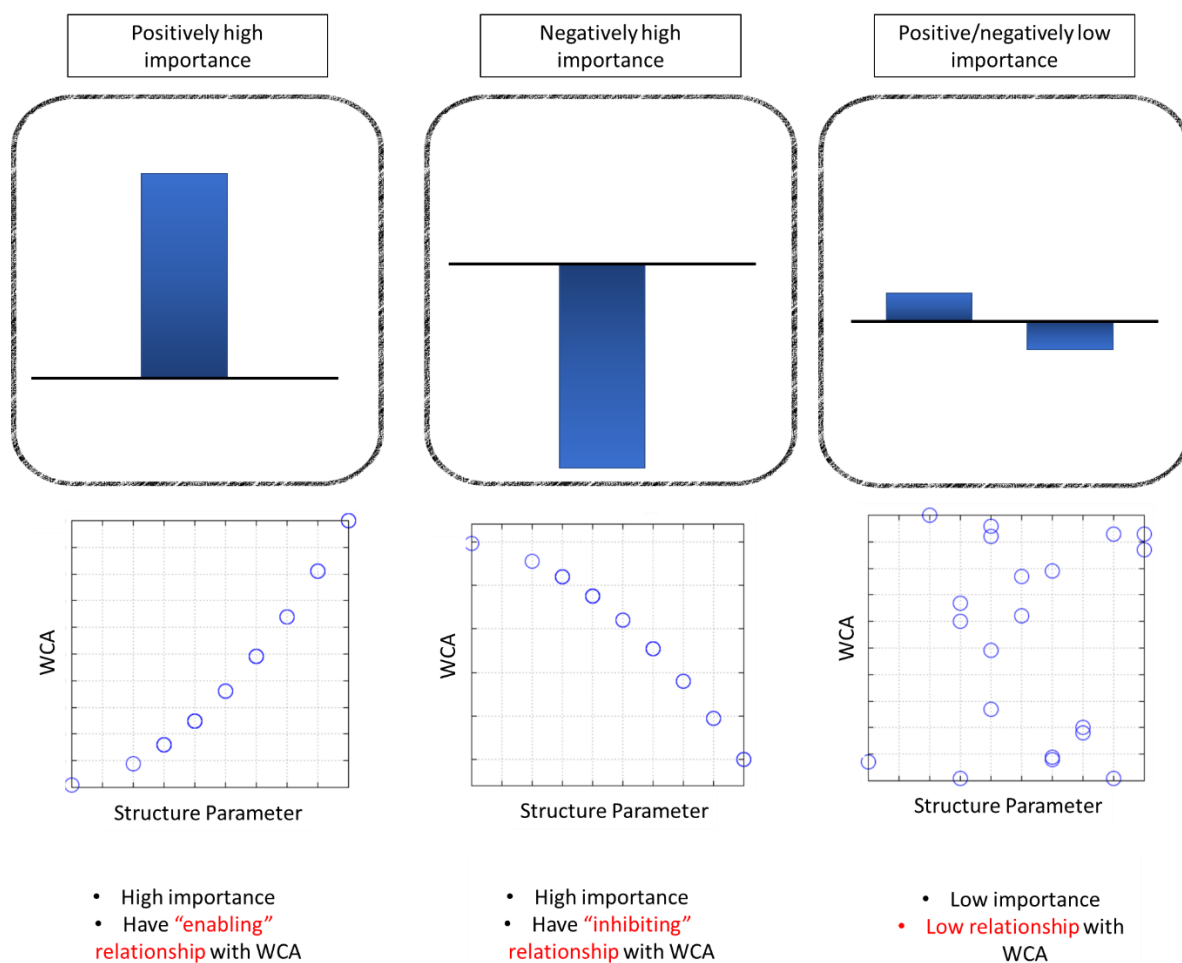 Positively high
importance
Negatively high
importance
Positive/negatively low
importance
WCA
Structure Parameter
WCA
Structure Parameter
WCA
Structure Parameter
• High importance
• Have “enabling”
relationship with WCA
• High importance
• Have “inhibiting”
relationship with WCA
• Low importance
• Low relationship with
WCA